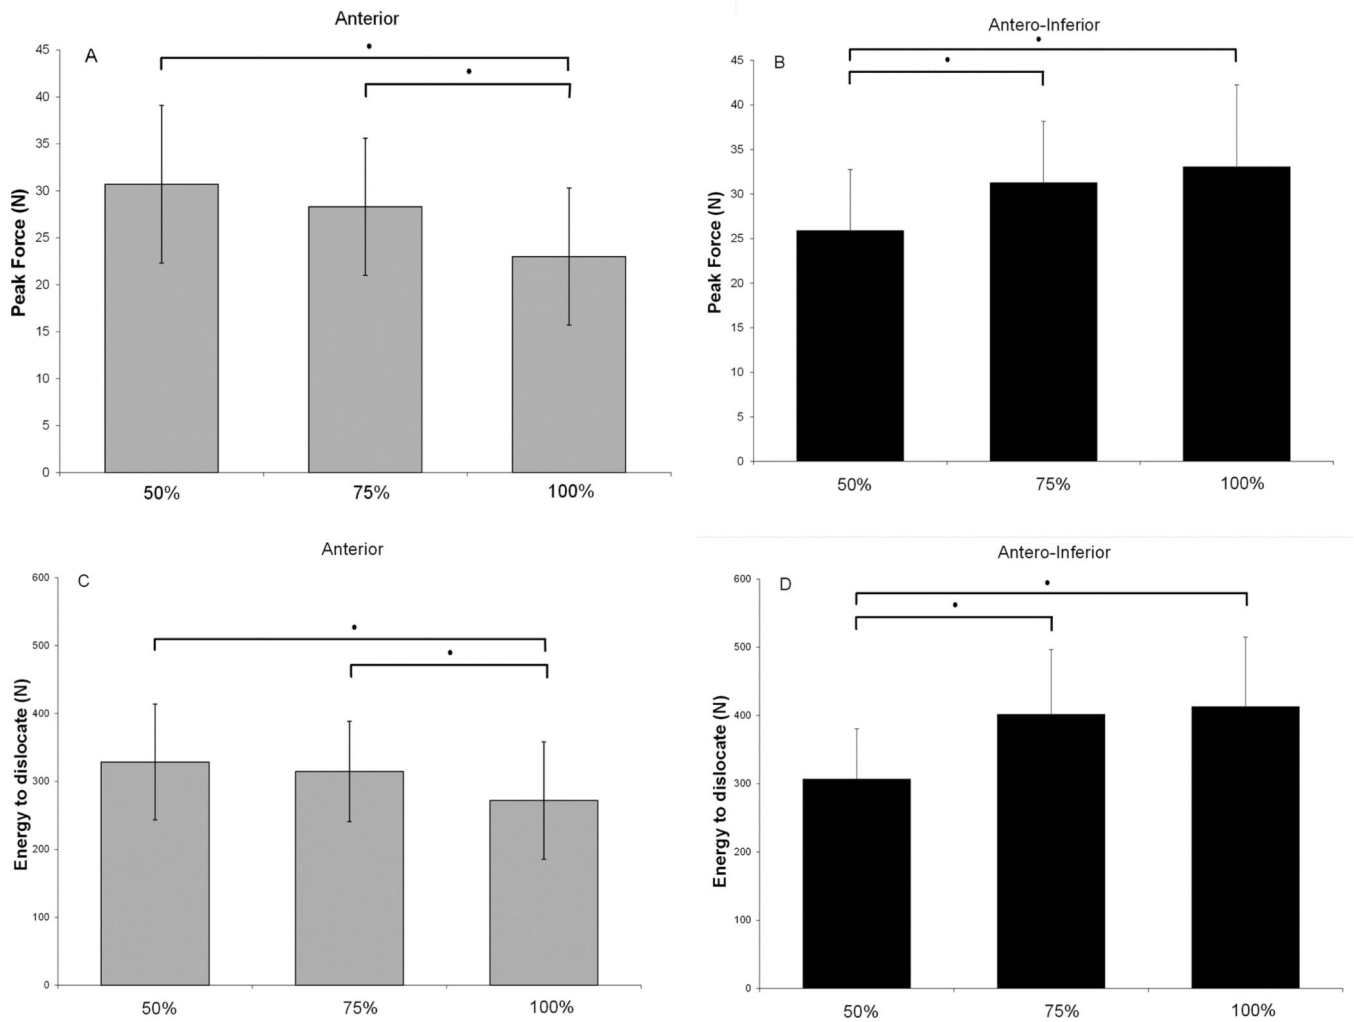 Anterior
A
45
40
35
30
25
20
15
10
5
0
Peak Force (N)
50% 75% 100%
Antero-Inferior
B
45
40
35
30
25
20
15
10
5
0
Peak Force (N)
50% 75% 100%
Anterior
C
600
500
400
300
200
100
0
Energy to dislocate (N)
50% 75% 100%
Antero-Inferior
D
600
500
400
300
200
100
0
Energy to dislocate (N)
50% 75% 100%